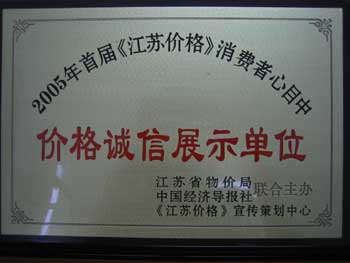 2005年首届《江苏价格》消费者心目中
价格诚信展示单位
江苏省物价局
中国经济导报社
《江苏价格》宣传策划中心
联合主办